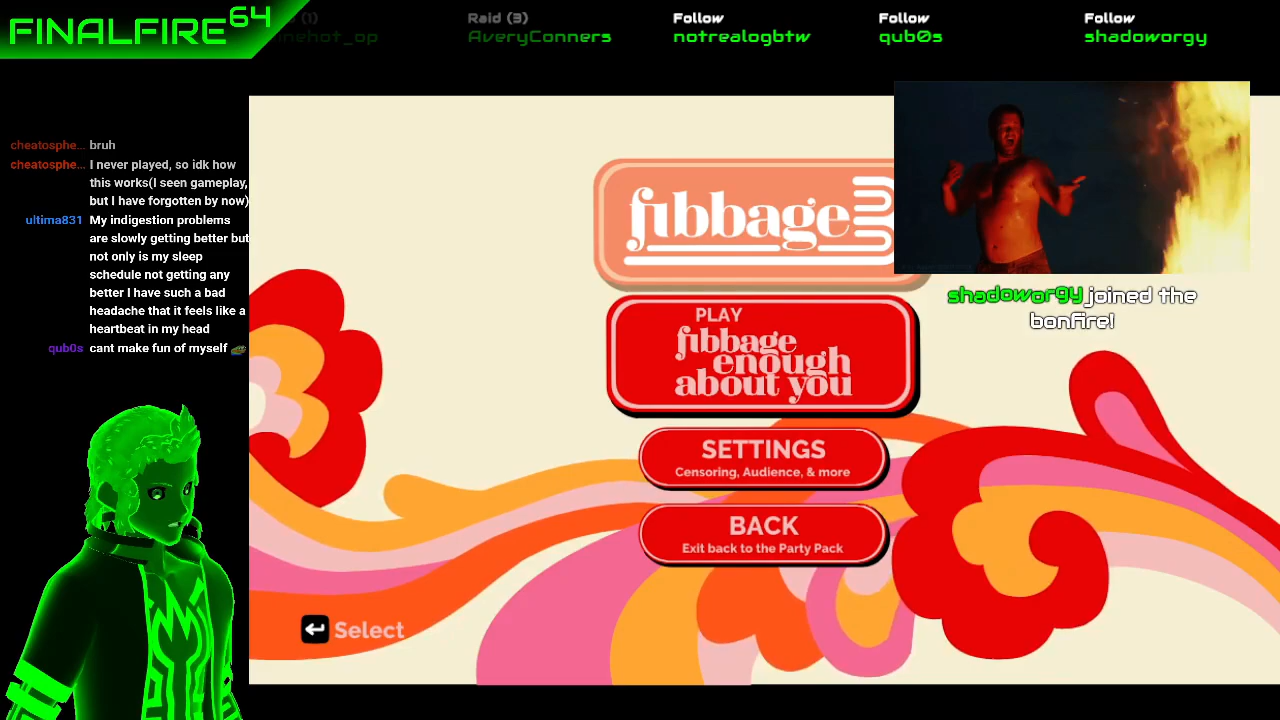 FINALFIRE64
(1)
Raid (3)
Follow
Follow
Follow
nehot_op
AveryConners
notrealogbtw
qub0s
shadoworgy
cheatosphe... bruh
cheatosphe... I never played, so idk how
this works(I seen gameplay,
but I have forgotten by now)
ultima831 My indigestion problems
are slowly getting better but
not only is my sleep
schedule not getting any
better I have such a bad
headache that it feels like a
heartbeat in my head
qub0s cant make fun of myself
fibbage
PLAY
fibbage
enough
about you
SETTINGS
Censoring, Audience, & more
BACK
Exit back to the Party Pack
Select
shadoworgy joined the
bonfire!